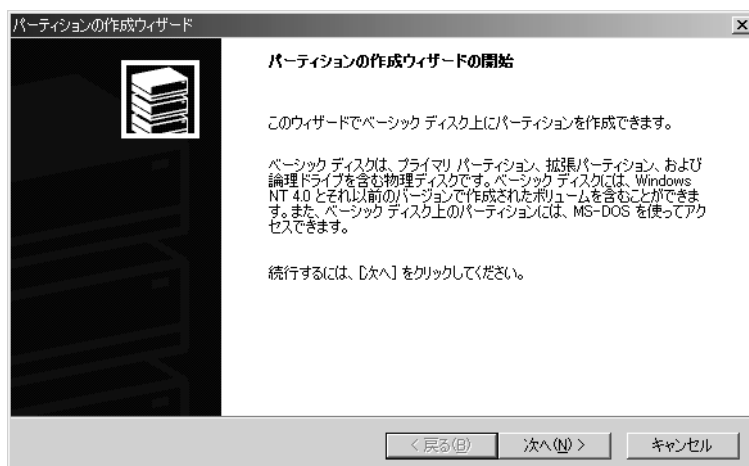 パーティションの作成ウィザード
パーティションの作成ウィザードの開始
このウィザードでベーシック ディスク上にパーティションを作成できます。
ベーシック ディスクは、プライマリ パーティション、拡張パーティション、および
論理ドライブを含む物理ディスクです。ベーシック ディスクには、Windows
NT 4.0 とそれ以前のバージョンで作成されたボリュームを含むことができま
す。また、ベーシック ディスク上のパーティションには、MS-DOS を使ってアク
セスできます。
続行するには、[次へ] をクリックしてください。
< 戻る(B)
次へ(N) >
キャンセル